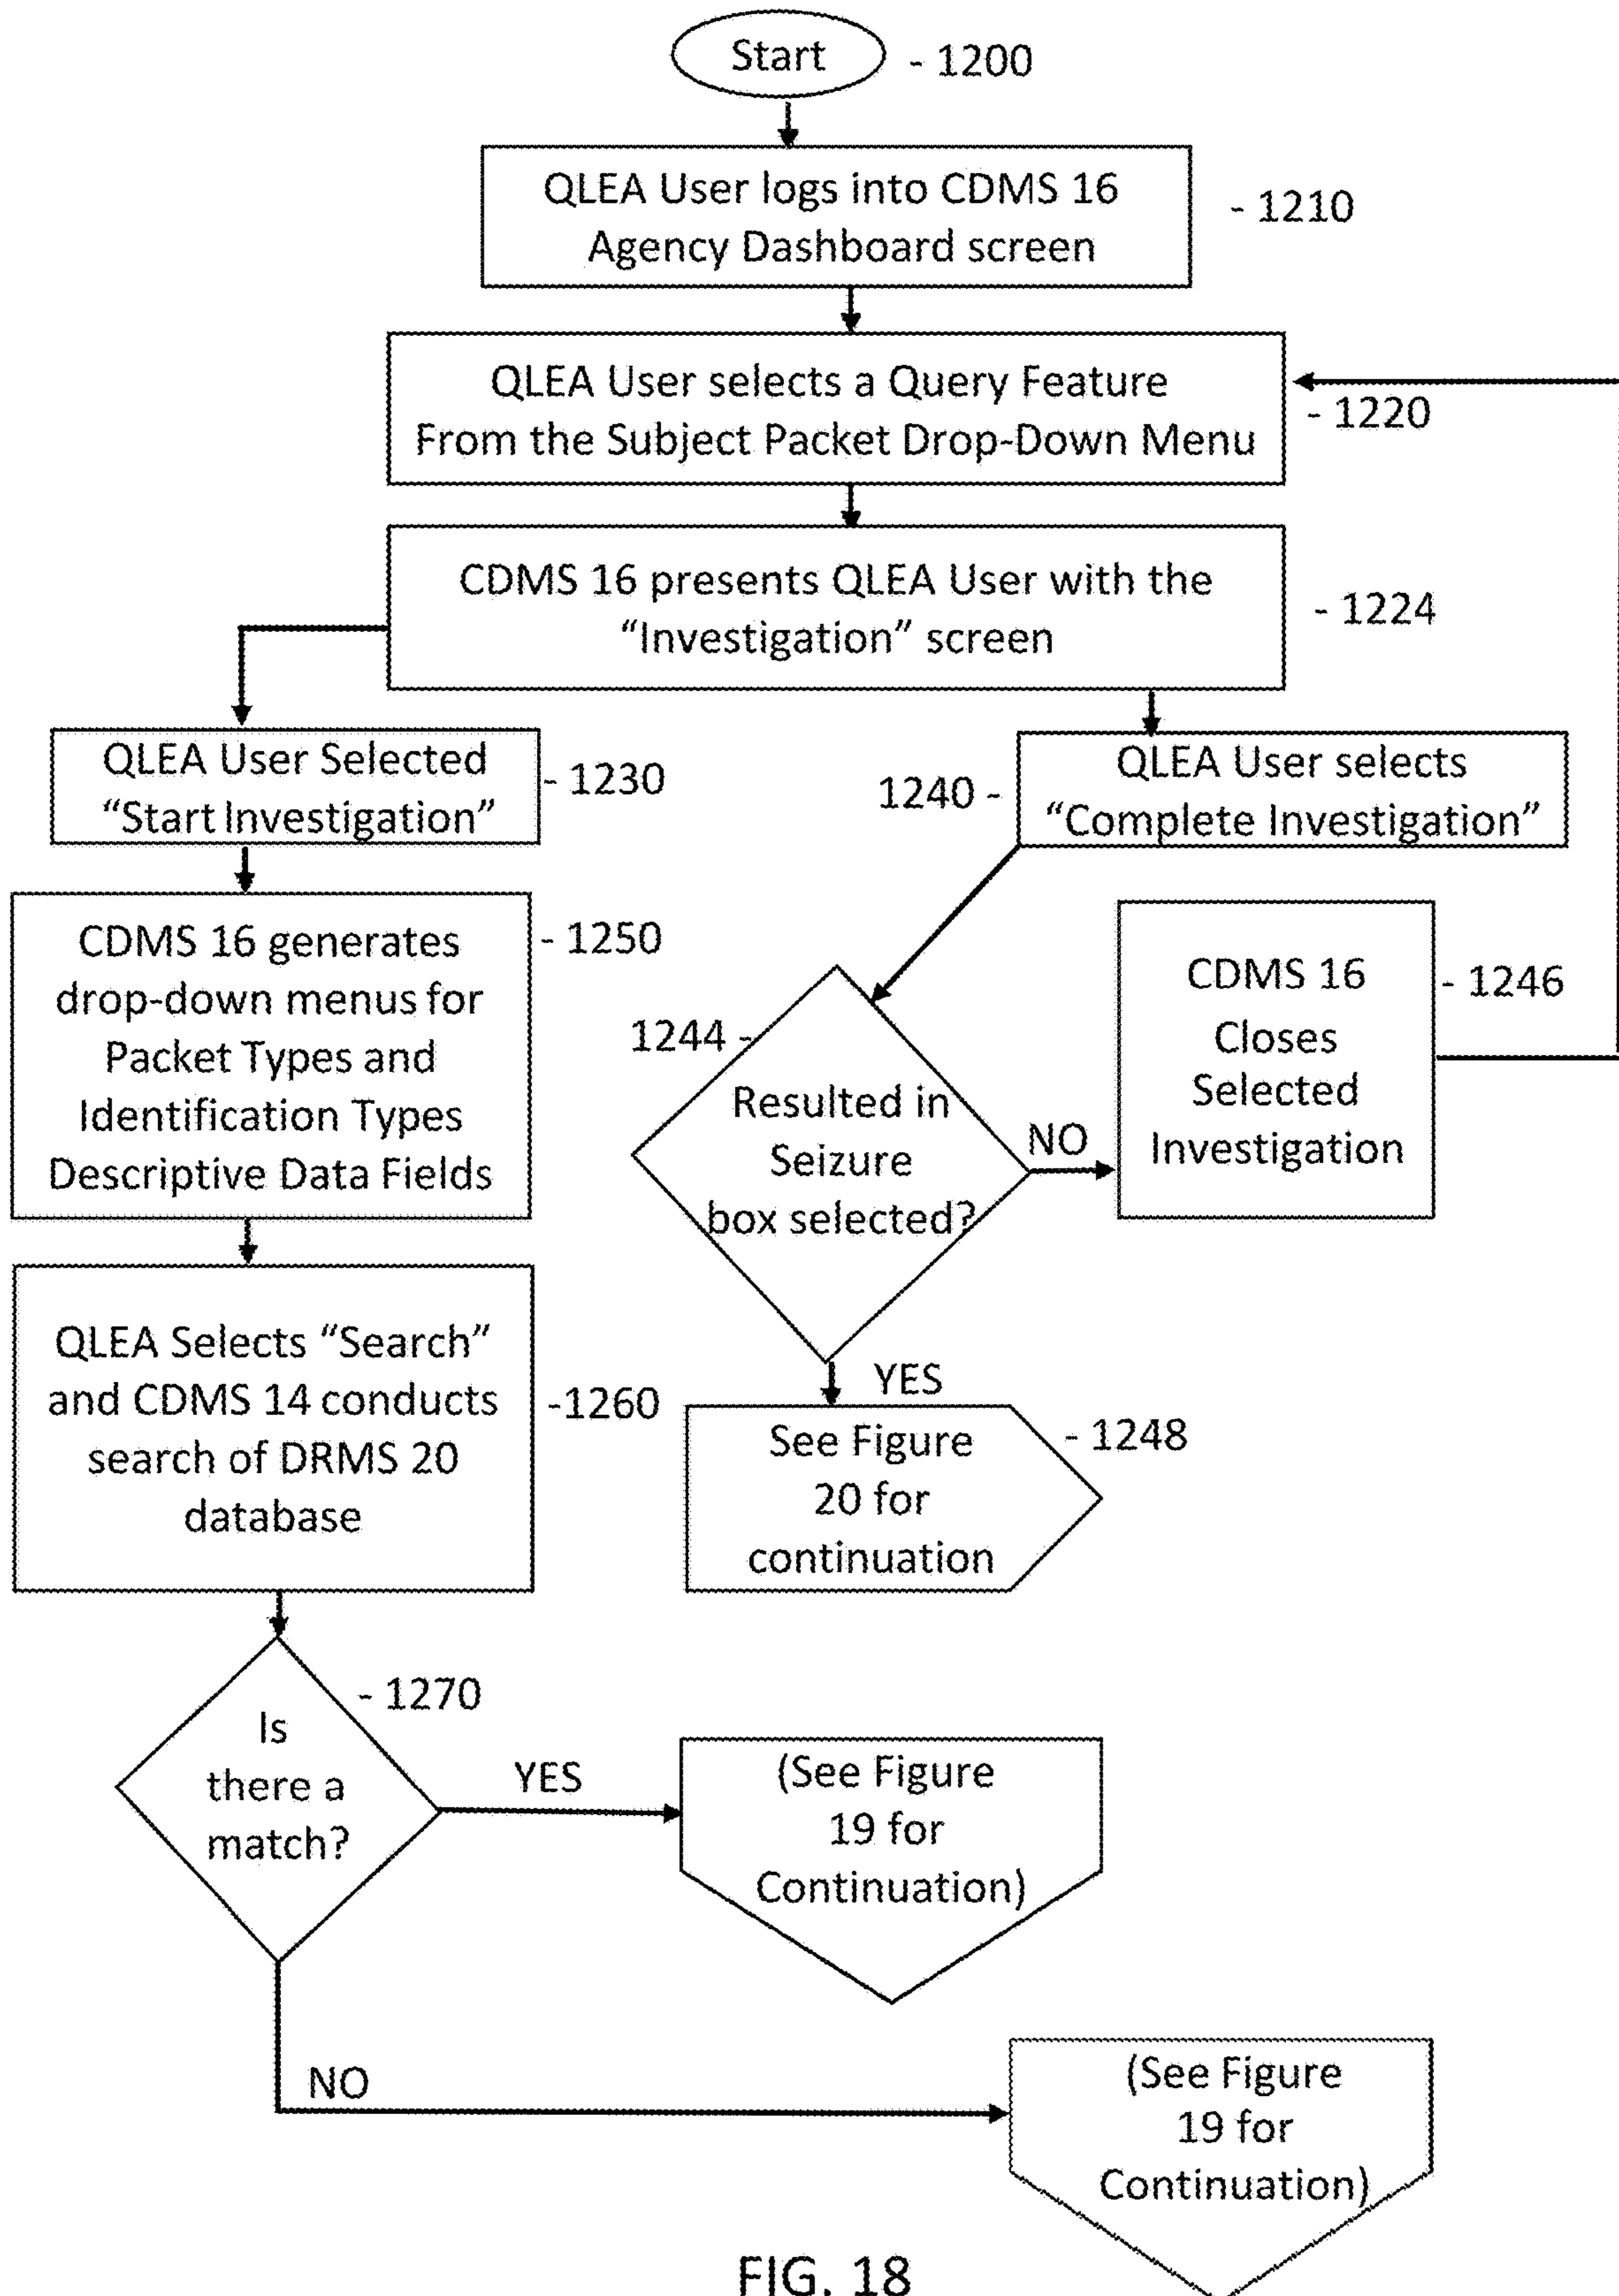 Start
- 1200
QLEA User logs into CDMS 16
Agency Dashboard screen
- 1210
QLEA User selects a Query Feature
From the Subject Packet Drop-Down Menu
- 1220
CDMS 16 presents QLEA User with the
“Investigation” screen
- 1224
QLEA User Selected
“Start Investigation”
- 1230
1240 -
QLEA User selects
“Complete Investigation”
CDMS 16 generates
drop-down menus for
Packet Types and
Identification Types
Descriptive Data Fields
- 1250
1244 -
Resulted in
Seizure
box selected?
NO
CDMS 16
Closes
Selected
Investigation
- 1246
YES
QLEA Selects “Search”
and CDMS 14 conducts
search of DRMS 20
database
-1260
See Figure
20 for
continuation
- 1248
Is
there a
match?
- 1270
YES
(See Figure
19 for
Continuation)
NO
(See Figure
19 for
Continuation)
FIG. 18